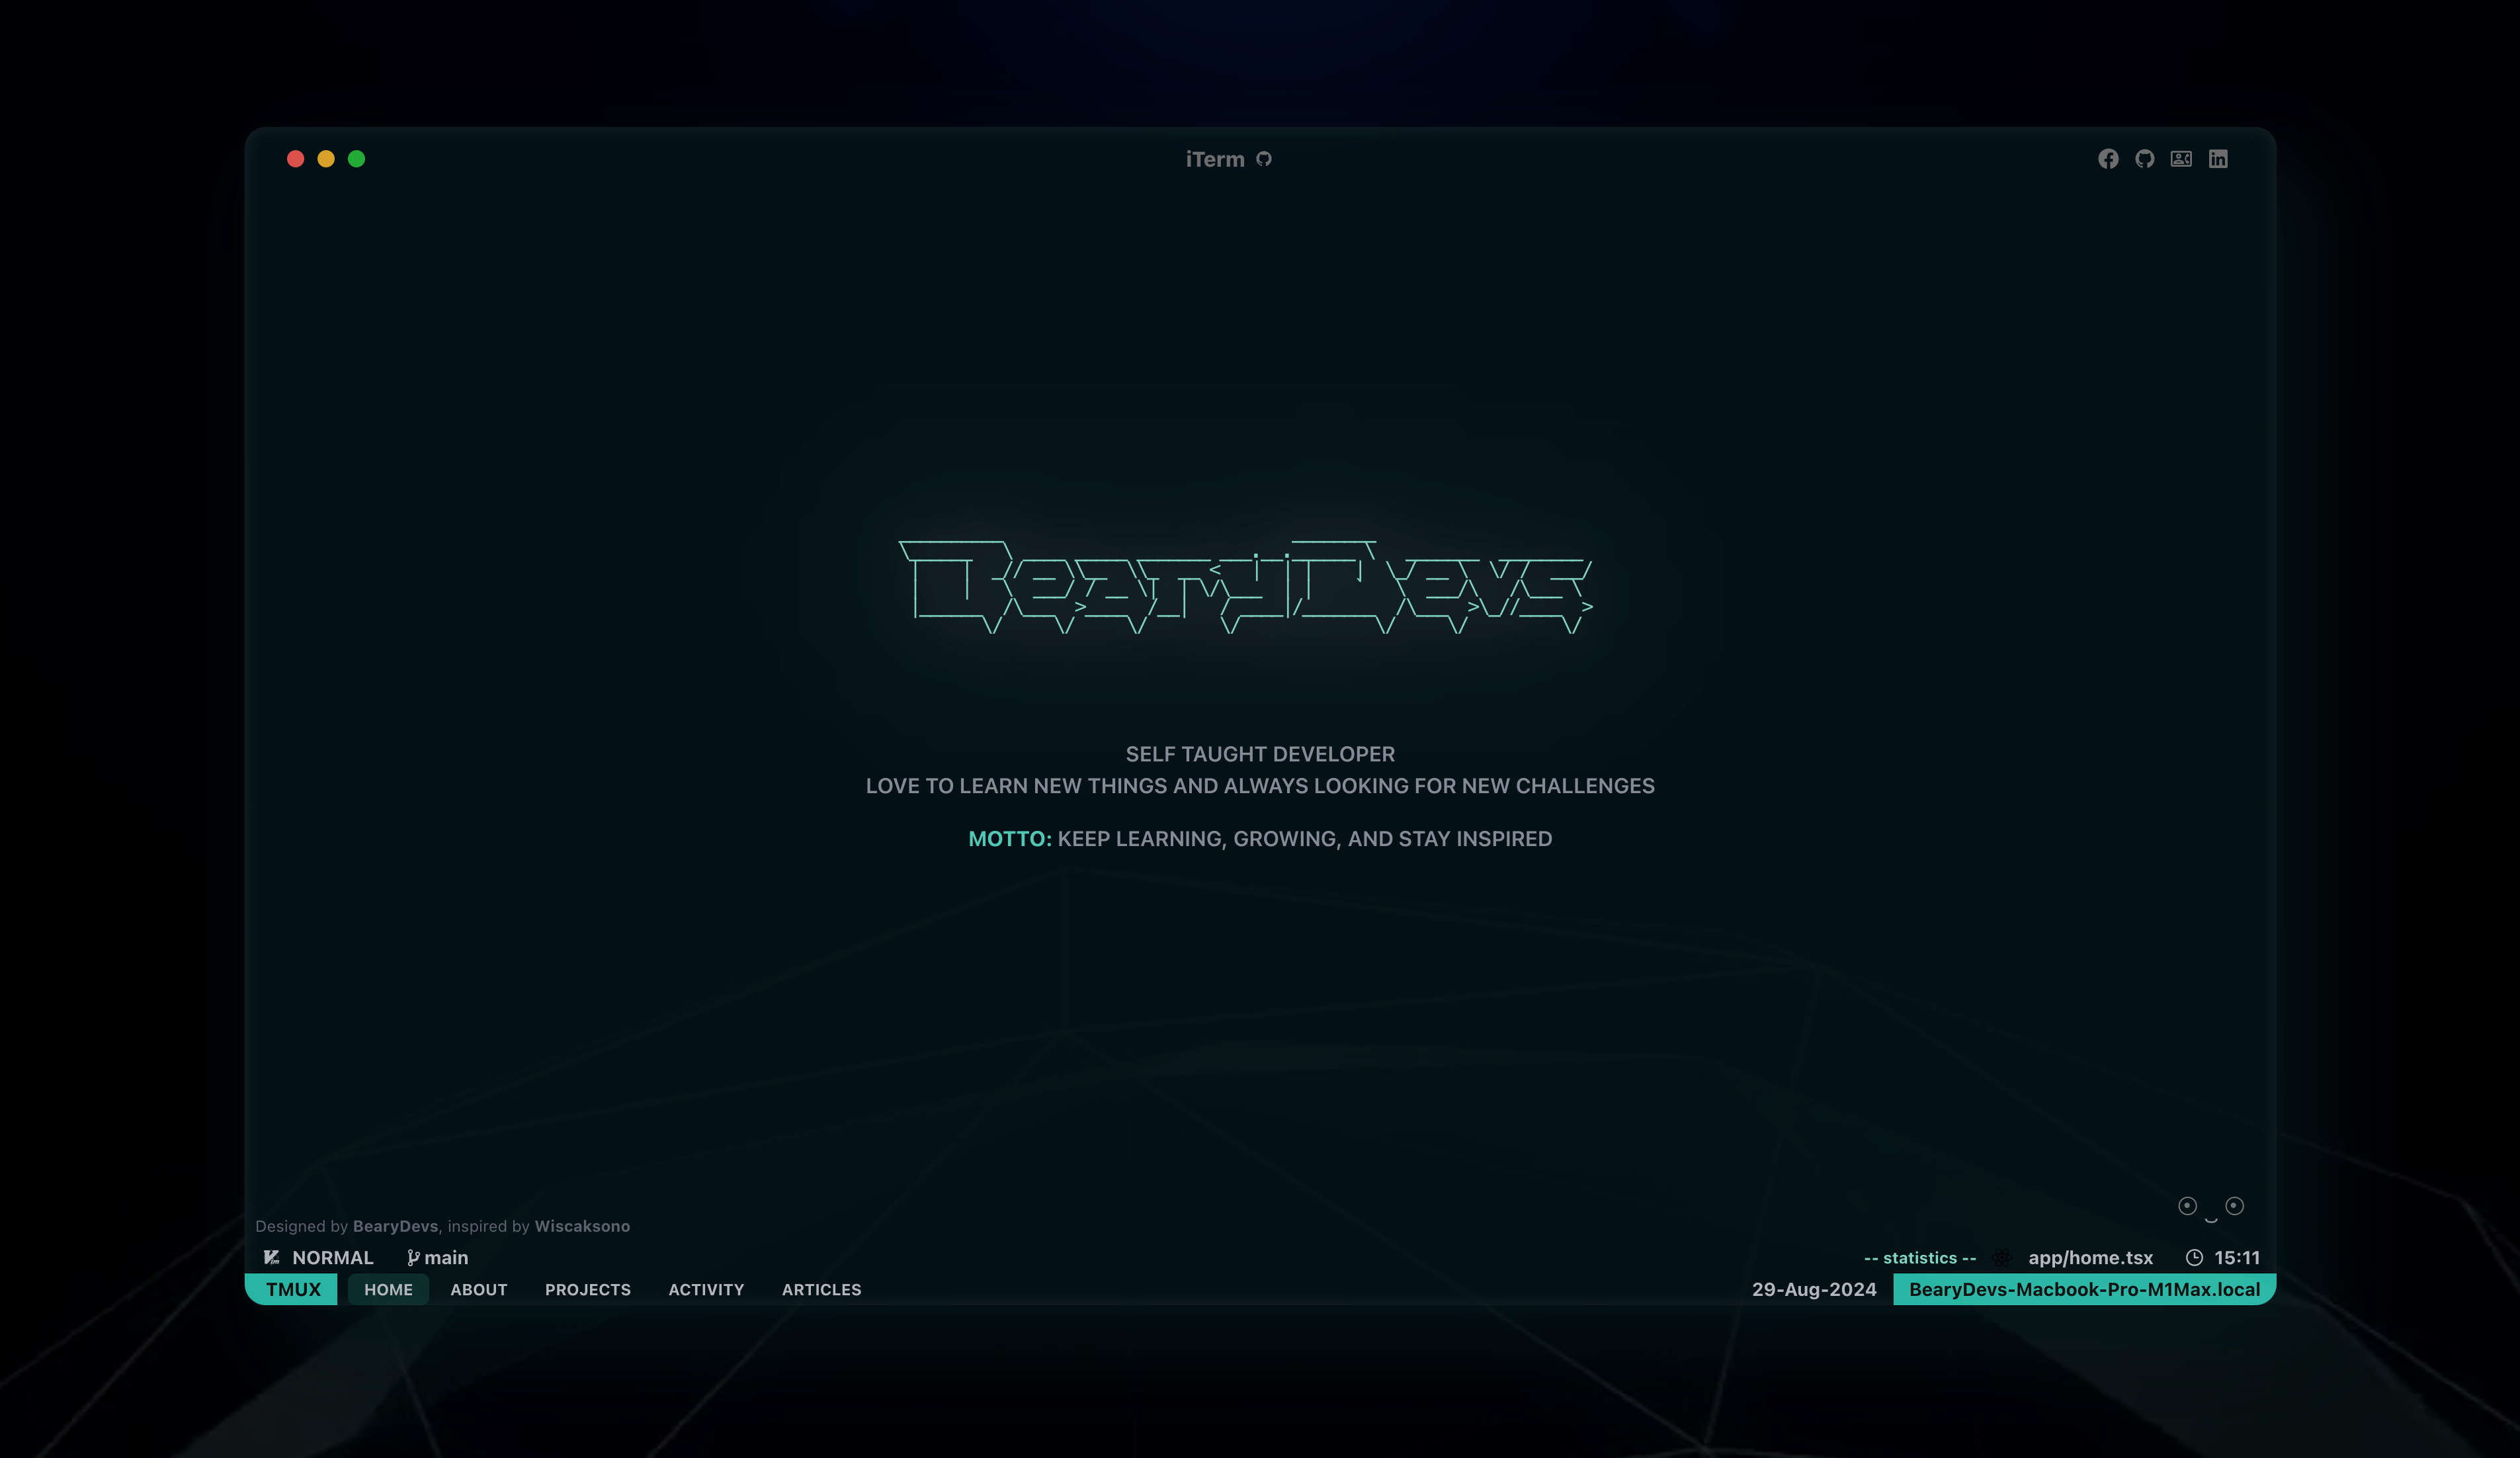 iTerm
BearyDevs
SELF TAUGHT DEVELOPER
LOVE TO LEARN NEW THINGS AND ALWAYS LOOKING FOR NEW CHALLENGES
MOTTO: KEEP LEARNING, GROWING, AND STAY INSPIRED
Designed by BearyDevs, inspired by Wiscaksono
NORMAL main -- statistics -- app/home.tsx 15:11
TMUX HOME ABOUT PROJECTS ACTIVITY ARTICLES 29-Aug-2024 BearyDevs-Macbook-Pro-M1Max.local